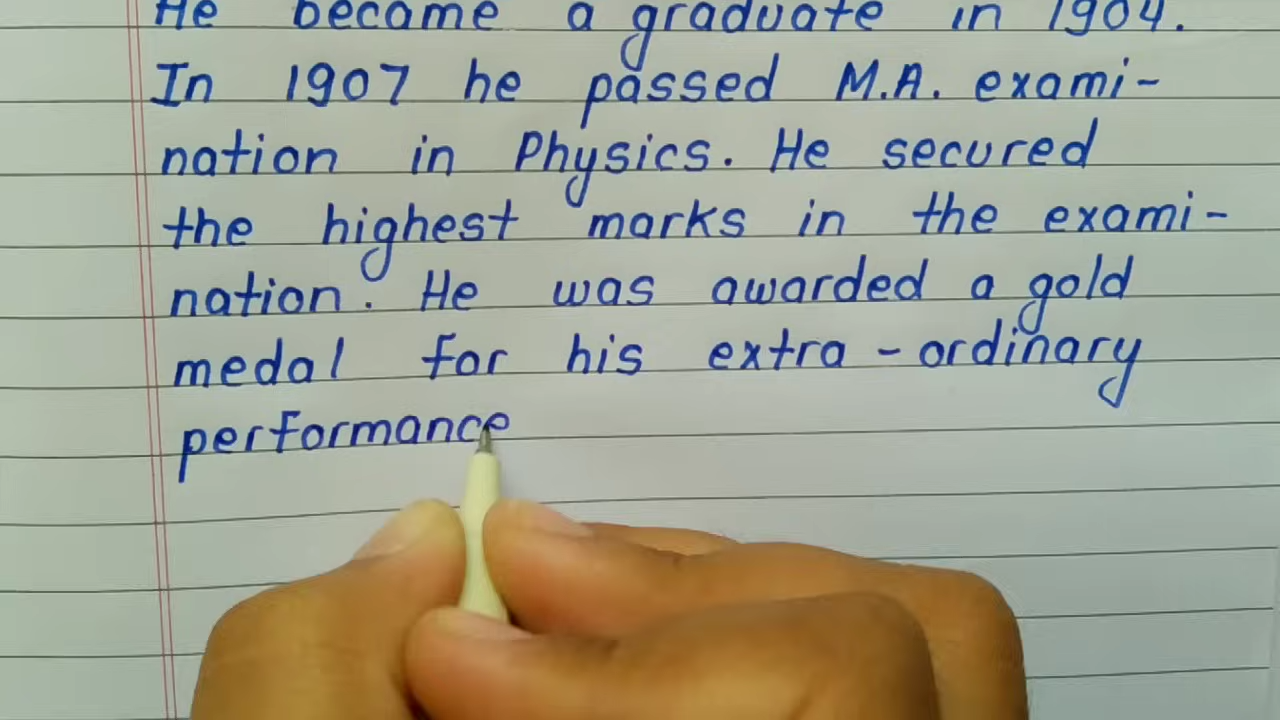 He became a graduate in 1904.
In 1907 he passed M.A. exami-
nation in Physics. He secured
the highest marks in the exami-
nation. He was awarded a gold
medal for his extra-ordinary
performance